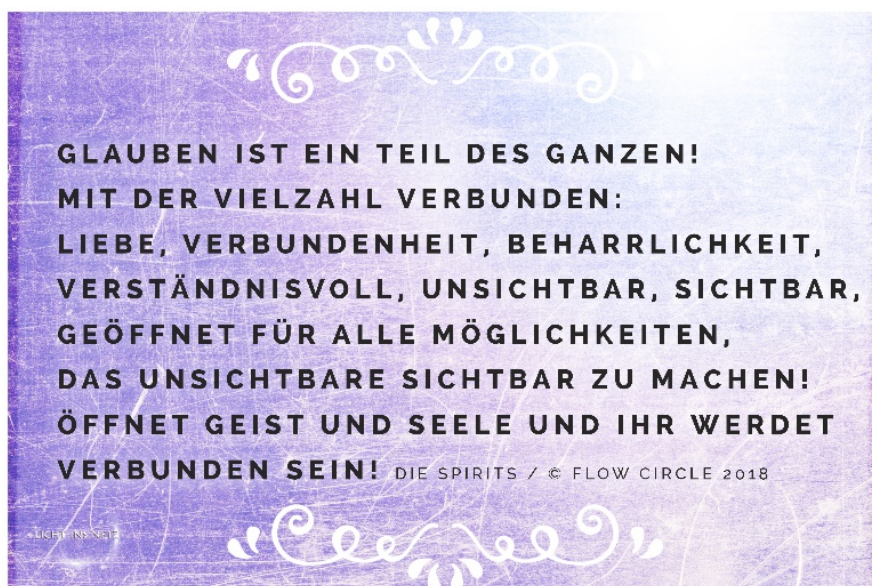 GLAUBEN IST EIN TEIL DES GANZEN!
MIT DER VIELZAHL VERBUNDEN:
LIEBE, VERBUNDENHEIT, BEHARRLICHKEIT,
VERSTÄNDNISVOLL, UNSICHTBAR, SICHTBAR,
GEÖFFNET FÜR ALLE MÖGLICHKEITEN,
DAS UNSICHTBARE SICHTBAR ZU MACHEN!
ÖFFNET GEIST UND SEELE UND IHR WERDET
VERBUNDEN SEIN! DIE SPIRITS / © FLOW CIRCLE 2018